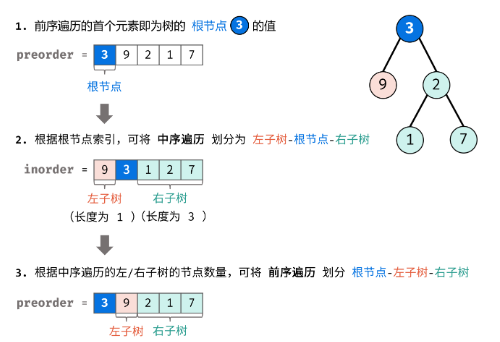 1. 前序遍历的首个元素即为树的 根节点 3 的值
preorder = 3 9 2 1 7
根节点
2. 根据根节点索引，可将 中序遍历 划分为 左子树-根节点-右子树
inorder = 9 3 1 2 7
左子树 右子树
（长度为 1 ）（长度为 3 ）
3. 根据中序遍历的左/右子树的节点数量，可将 前序遍历 划分 根节点-左子树-右子树
preorder = 3 9 2 1 7
左子树 右子树
3
9 2
1 7